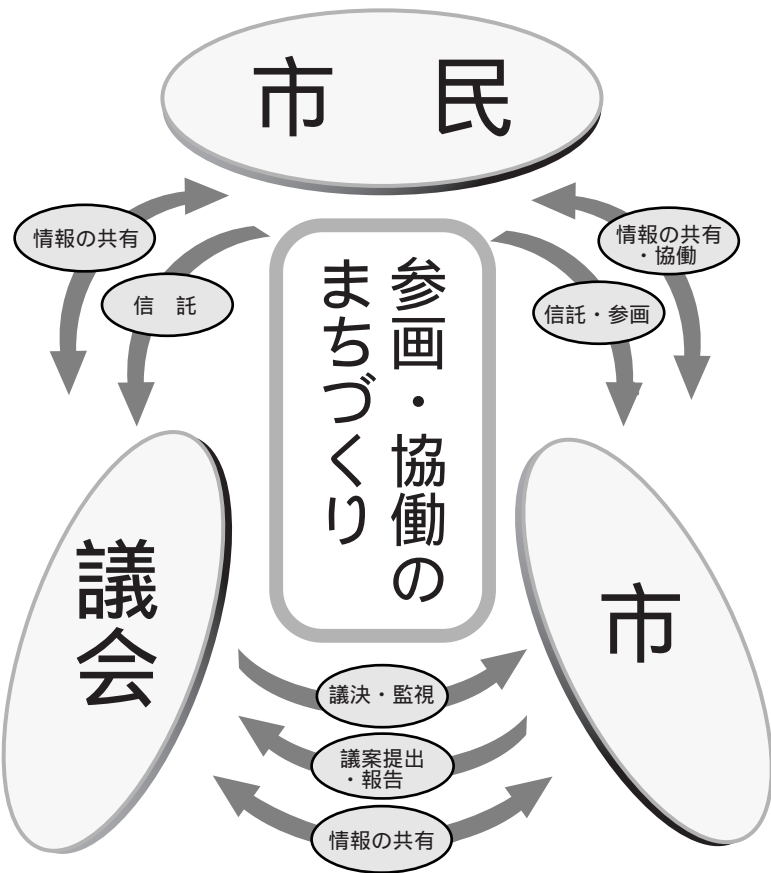 市　民
情報の共有
信　託
情報の共有
・協働
信託・参画
参画・協働の
まちづくり
議会
市
議決・監視
議案提出
・報告
情報の共有